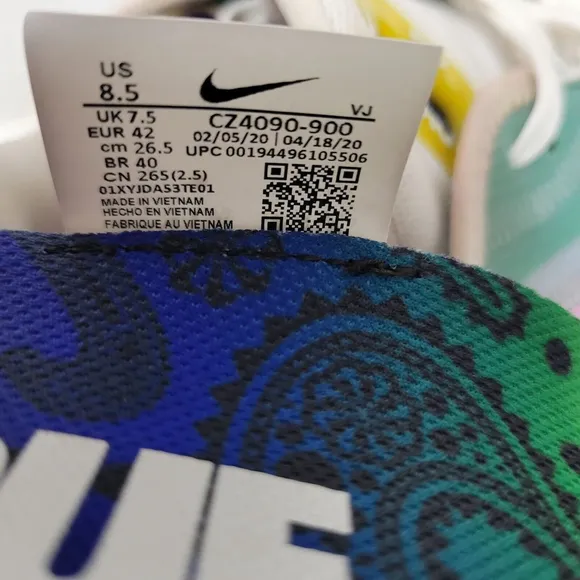 US
8.5
VJ
UK 7.5 CZ4090-900
EUR 42 02/05/20 | 04/18/20
cm 26.5 UPC 00194496105506
BR 40
CN 265(2.5)
01XYJDAS3TE01
MADE IN VIETNAM
HECHO EN VIETNAM
FABRIQUE AU VIETNAM